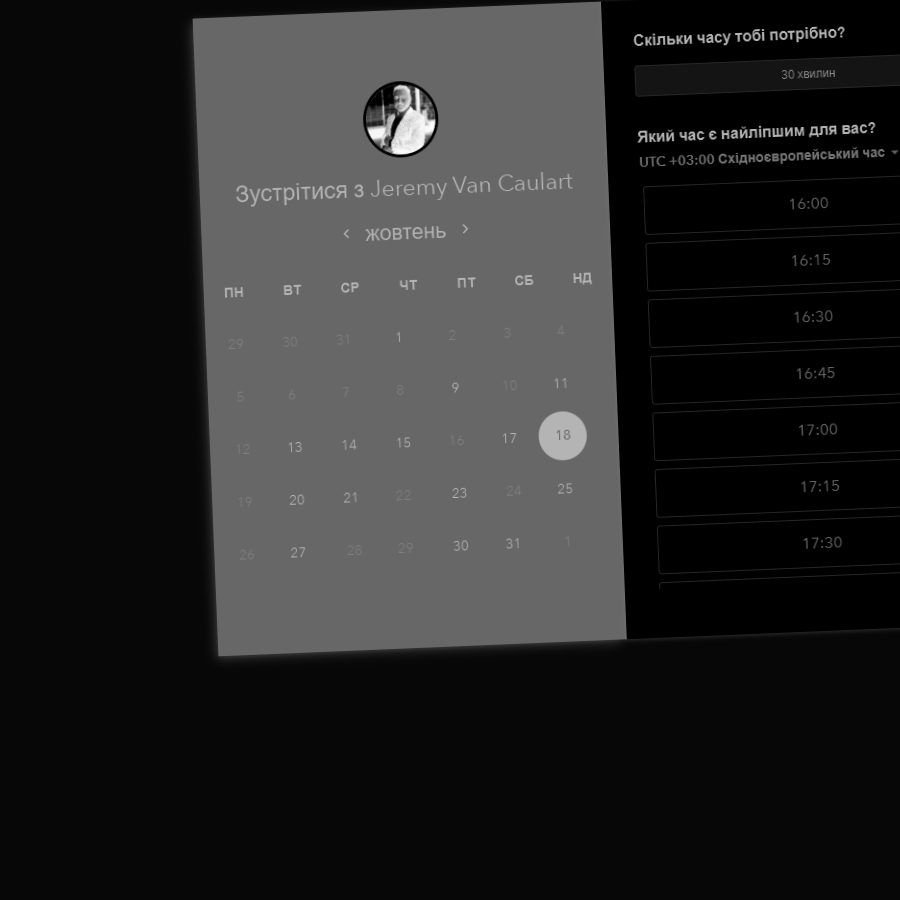 Зустрітися з Jeremy Van Caulart
жовтень
ПН ВТ СР ЧТ ПТ СБ НД
29 30 31 1 2 3 4
5 6 7 8 9 10 11
12 13 14 15 16 17 18
19 20 21 22 23 24 25
26 27 28 29 30 31 1
Скільки часу тобі потрібно?
30 хвилин
Який час є найліпшим для вас?
UTC +03:00 Східноєвропейський час
16:00
16:15
16:30
16:45
17:00
17:15
17:30